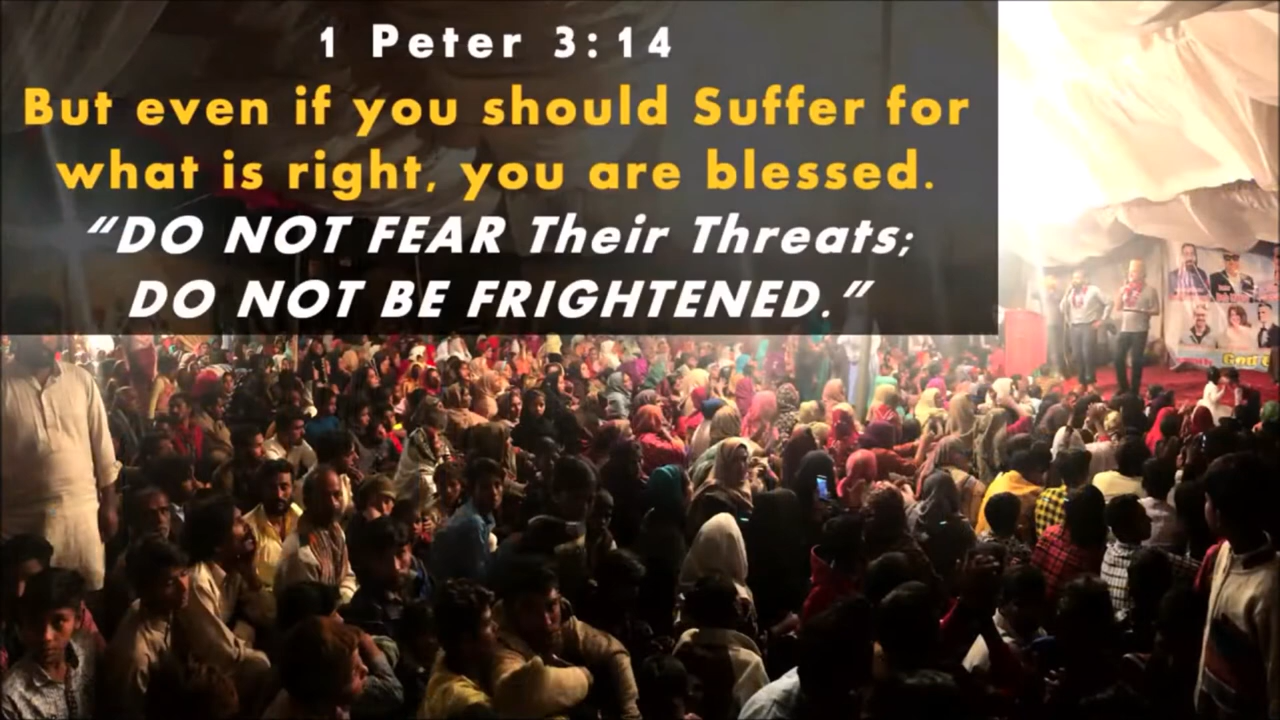 1 Peter 3:14
But even if you should Suffer for
what is right, you are blessed.
“DO NOT FEAR Their Threats;
DO NOT BE FRIGHTENED.”
God